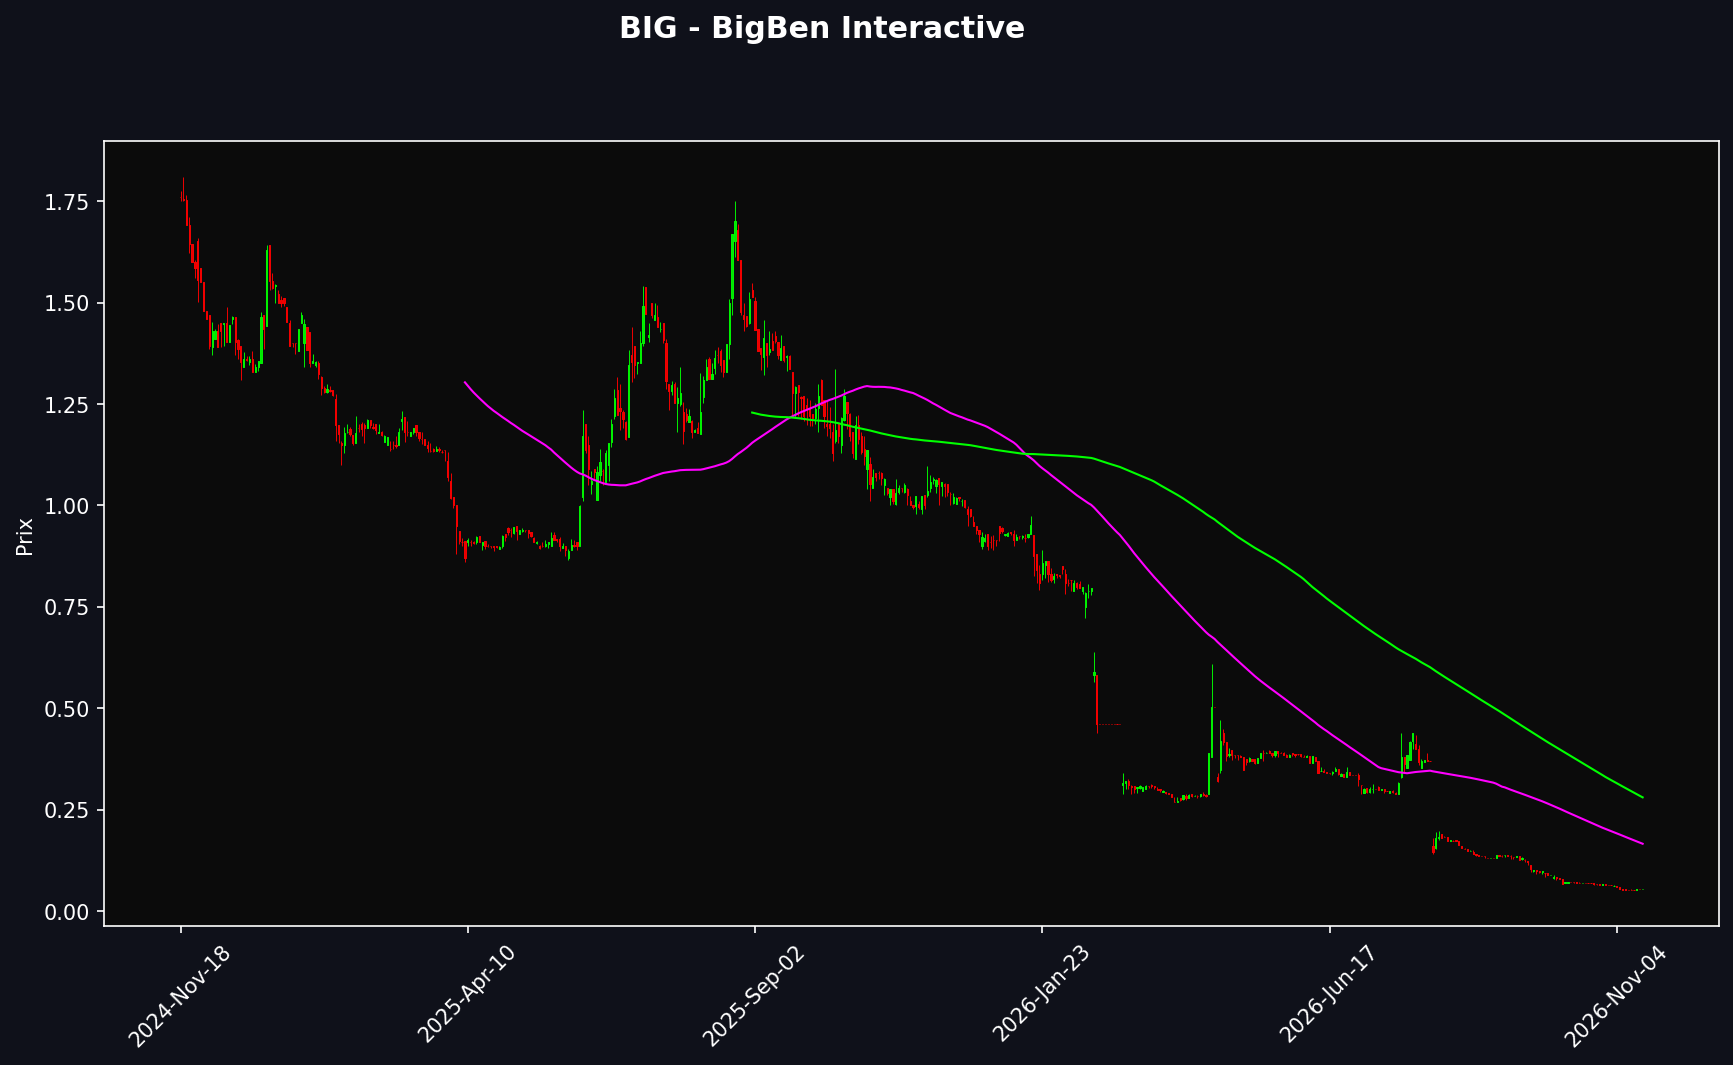 BIG - BigBen Interactive
Prix
1.75
1.50
1.25
1.00
0.75
0.50
0.25
0.00
2024-Nov-18
2025-Apr-10
2025-Sep-02
2026-Jan-23
2026-Jun-17
2026-Nov-04